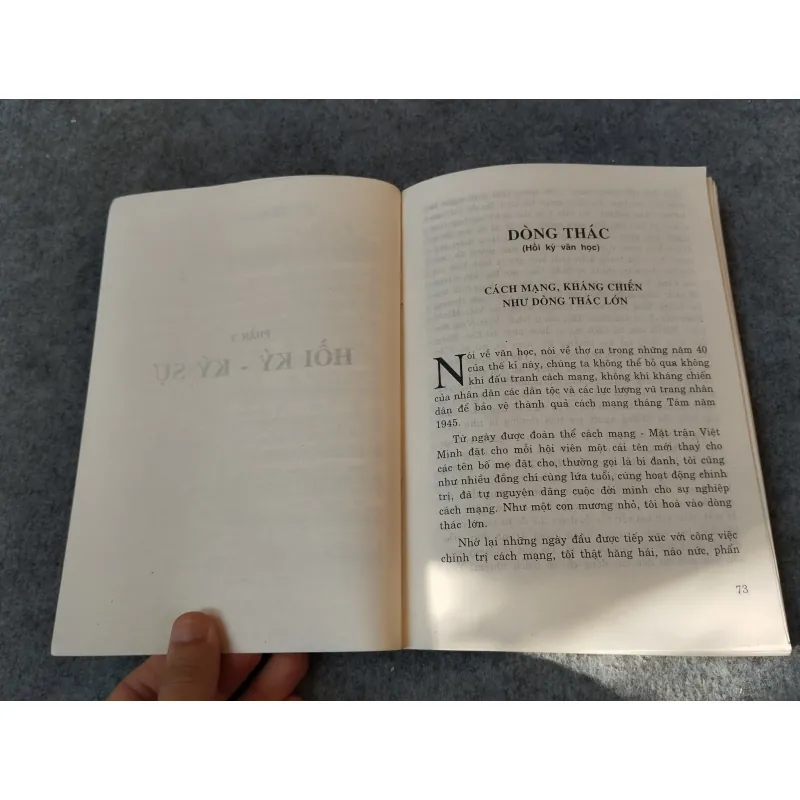 PHẦN 2
HỒI KÝ - KÝ SỰ
DÒNG THÁC
(Hồi ký văn học)
CÁCH MẠNG, KHÁNG CHIẾN
NHƯ DÒNG THÁC LỚN
Nói về văn học, nói về thơ ca trong những năm 40
của thế kỉ này, chúng ta không thể bỏ qua không
khí đấu tranh cách mạng, không khí kháng chiến
của nhân dân các dân tộc và các lực lượng vũ trang nhân
dân để bảo vệ thành quả cách mạng tháng Tám năm
1945.
Từ ngày được đoàn thể cách mạng - Mặt trận Việt
Minh đặt cho mỗi hội viên một cái tên mới thay cho
các tên bố mẹ đặt cho, thường gọi là bí danh, tôi cũng
như nhiều đồng chí cùng lứa tuổi, cùng hoạt động chính
trị, đã tự nguyện dâng cuộc đời mình cho sự nghiệp
cách mạng. Như một con mương nhỏ, tôi hoà vào dòng
thác lớn.
Nhớ lại những ngày đầu được tiếp xúc với công việc
chính trị cách mạng, tôi thật hăng hái, náo nức, phấn
73